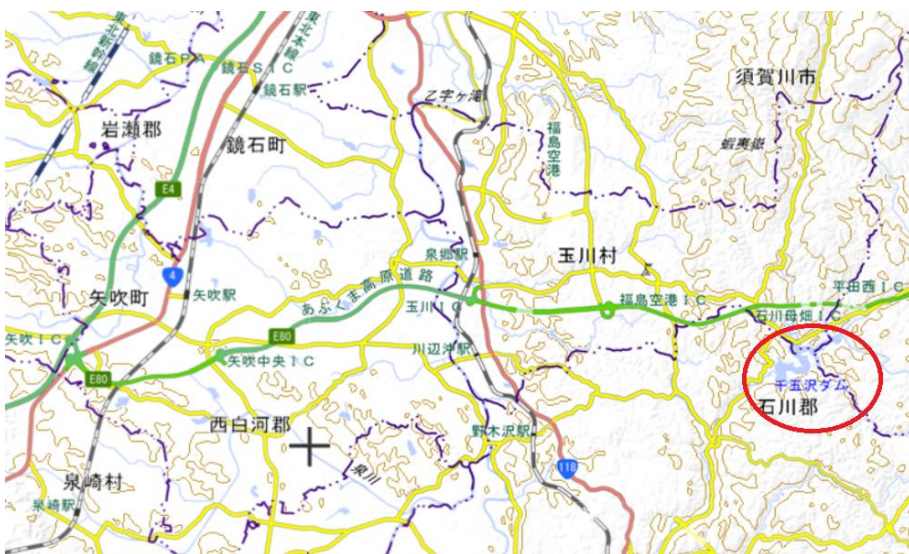 東北新幹線
東北本線
鏡石PA
鏡石SIC
鏡石駅
乙字ヶ滝
須賀川市
岩瀬郡
鏡石町
福島空港
蝦夷嶽
E4
4
泉郷駅
玉川村
矢吹町
矢吹駅
あぶくま高原道路
玉川IC
福島空港IC
平田西IC
石川母畑IC
矢吹IC
E80
矢吹中央IC
川辺沖駅
E80
千五沢ダム
石川郡
西白河郡
野木沢駅
泉川
118
泉崎村
泉崎駅